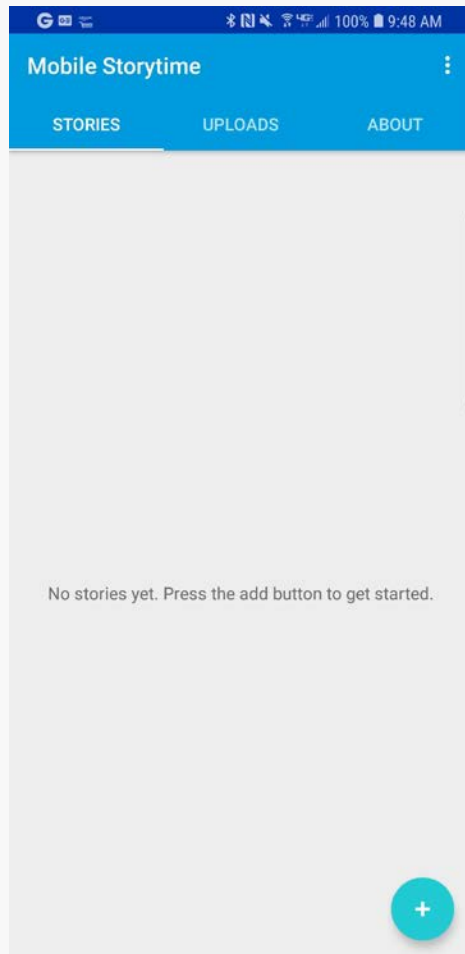 G G3 100% 9:48 AM
Mobile Storytime
STORIES UPLOADS ABOUT
No stories yet. Press the add button to get started.
+